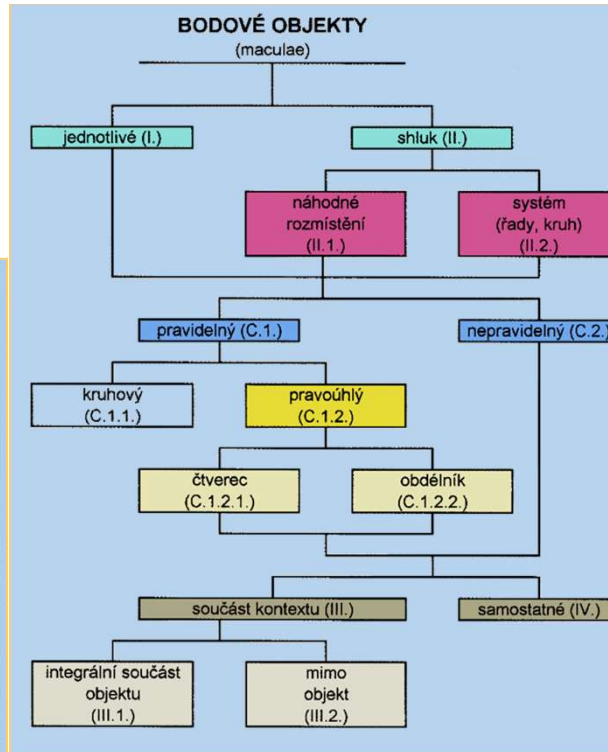 BODOVÉ OBJEKTY
(maculae)
jednotlivé (I.)
shluk (II.)
náhodné
rozmístění
(II.1.)
systém
(řady, kruh)
(II.2.)
pravidelný (C.1.)
nepravidelný (C.2.)
kruhový
(C.1.1.)
pravoúhlý
(C.1.2.)
čtverec
(C.1.2.1.)
obdélník
(C.1.2.2.)
součást kontextu (III.)
samostatné (IV.)
integrální součást
objektu
(III.1.)
mimo
objekt
(III.2.)